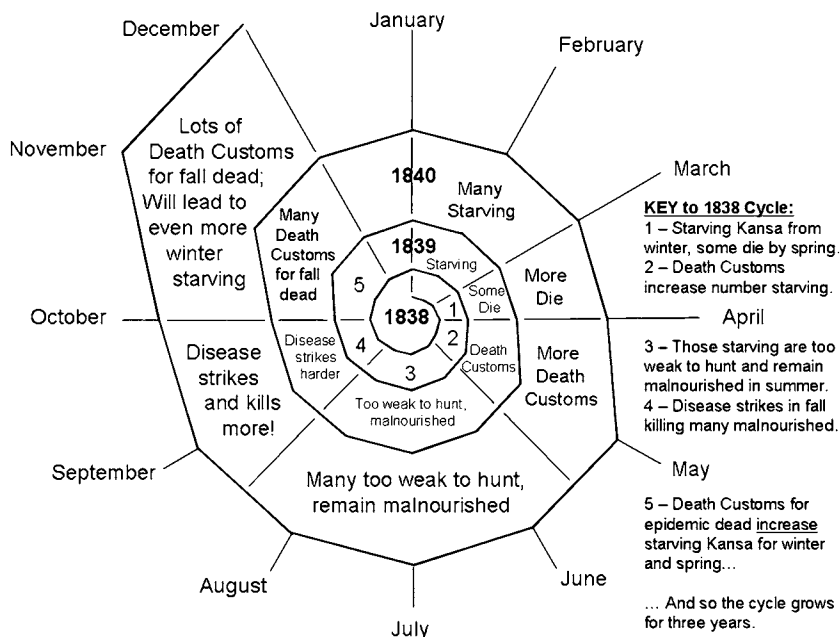 December
January
February
November
March
October
April
September
May
August
June
July
Lots of
Death Customs
for fall dead;
Will lead to
even more
winter
starving
Many
Death
Customs
for fall
dead
1840
Many
Starving
1839
Starving
1838
1
2
3
4
5
Some
Die
More
Die
Death
Customs
More
Death
Customs
Disease
strikes
harder
Disease
strikes
and kills
more!
Too weak to hunt,
malnourished
Many too weak to hunt,
remain malnourished
KEY to 1838 Cycle:
1 – Starving Kansa from
winter, some die by spring.
2 – Death Customs
increase number starving.
3 – Those starving are too
weak to hunt and remain
malnourished in summer.
4 – Disease strikes in fall
killing many malnourished.
5 – Death Customs for
epidemic dead increase
starving Kansa for winter
and spring…
… And so the cycle grows
for three years.